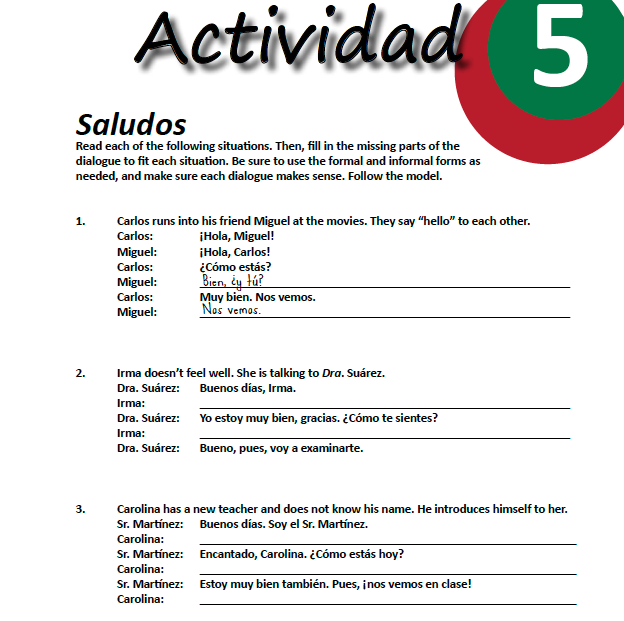 Actividad 5
Saludos
Read each of the following situations. Then, fill in the missing parts of the
dialogue to fit each situation. Be sure to use the formal and informal forms as
needed, and make sure each dialogue makes sense. Follow the model.
1. Carlos runs into his friend Miguel at the movies. They say “hello” to each other.
Carlos: ¡Hola, Miguel!
Miguel: ¡Hola, Carlos!
Carlos: ¿Cómo estás?
Miguel: Bien, ¿y tú?
Carlos: Muy bien. Nos vemos.
Miguel: Nos vemos.
2. Irma doesn’t feel well. She is talking to Dra. Suárez.
Dra. Suárez: Buenos días, Irma.
Irma:
Dra. Suárez: Yo estoy muy bien, gracias. ¿Cómo te sientes?
Irma:
Dra. Suárez: Bueno, pues, voy a examinarte.
3. Carolina has a new teacher and does not know his name. He introduces himself to her.
Sr. Martínez: Buenos días. Soy el Sr. Martínez.
Carolina:
Sr. Martínez: Encantado, Carolina. ¿Cómo estás hoy?
Carolina:
Sr. Martínez: Estoy muy bien también. Pues, ¡nos vemos en clase!
Carolina: